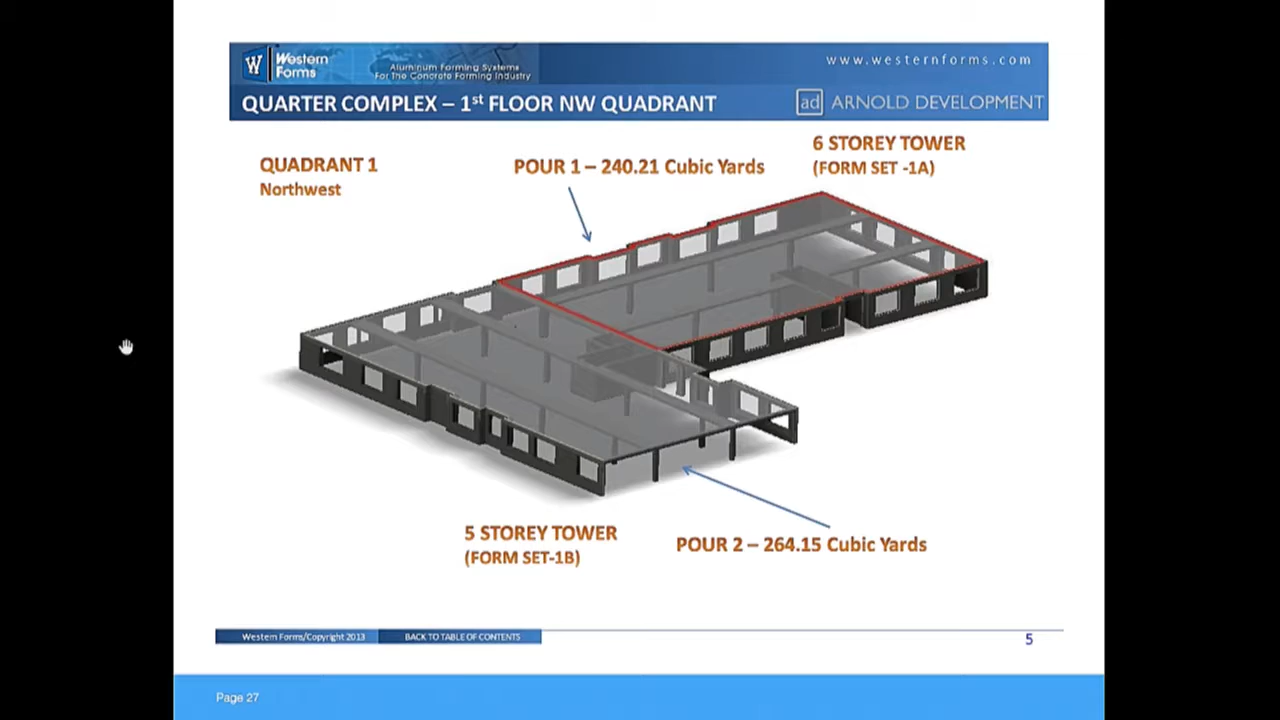 W Western
Forms
Aluminum Forming Systems
For The Concrete Forming Industry
www.westernforms.com
QUARTER COMPLEX – 1st FLOOR NW QUADRANT
ad ARNOLD DEVELOPMENT
QUADRANT 1
Northwest
POUR 1 – 240.21 Cubic Yards
6 STOREY TOWER
(FORM SET -1A)
5 STOREY TOWER
(FORM SET-1B)
POUR 2 – 264.15 Cubic Yards
Western Forms/Copyright 2013
BACK TO TABLE OF CONTENTS
5
Page 27